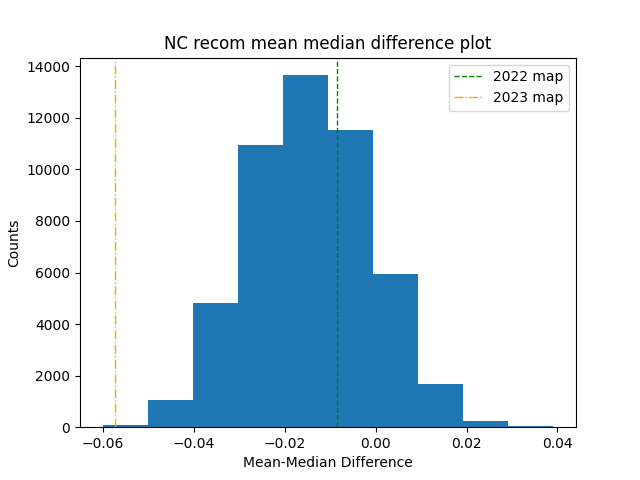 NC recom mean median difference plot
14000
12000
10000
8000
6000
4000
2000
0
Counts
2022 map
2023 map
−0.06
−0.04
−0.02
0.00
0.02
0.04
Mean-Median Difference